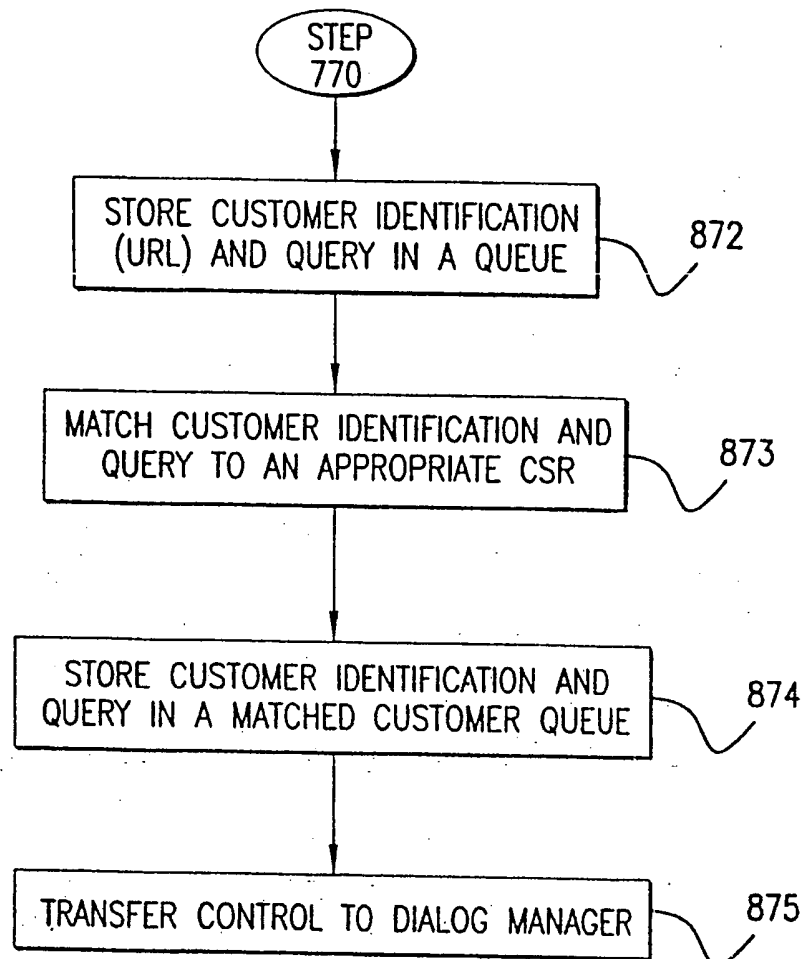 STEP
770
STORE CUSTOMER IDENTIFICATION
(URL) AND QUERY IN A QUEUE
872
MATCH CUSTOMER IDENTIFICATION AND
QUERY TO AN APPROPRIATE CSR
873
STORE CUSTOMER IDENTIFICATION AND
QUERY IN A MATCHED CUSTOMER QUEUE
874
TRANSFER CONTROL TO DIALOG MANAGER
875